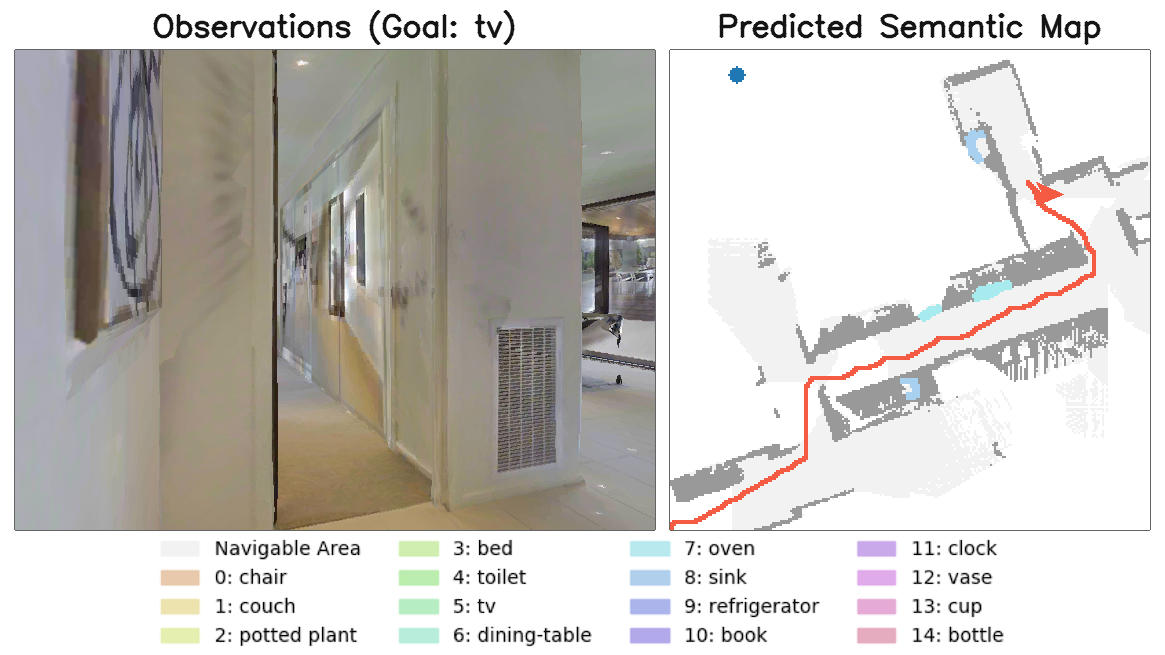 Observations (Goal: tv)
Predicted Semantic Map
Navigable Area
0: chair
1: couch
2: potted plant
3: bed
4: toilet
5: tv
6: dining-table
7: oven
8: sink
9: refrigerator
10: book
11: clock
12: vase
13: cup
14: bottle